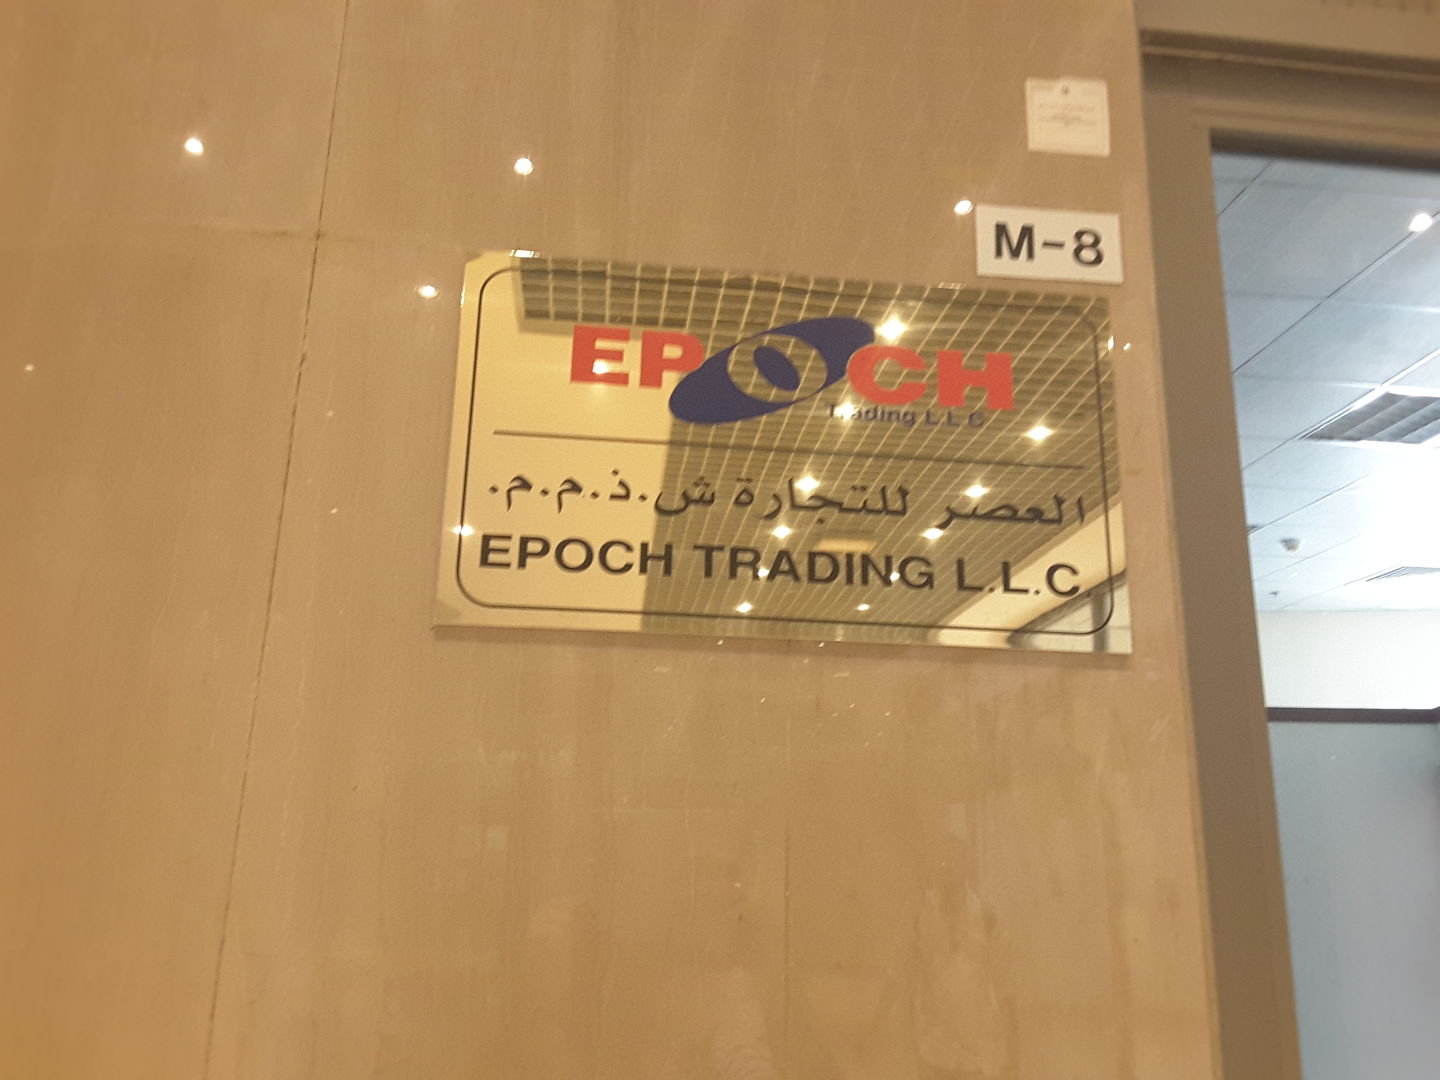 M-8
EPOCH
Trading L.L.C
العصر للتجارة ش.ذ.م.م.
EPOCH TRADING L.L.C.